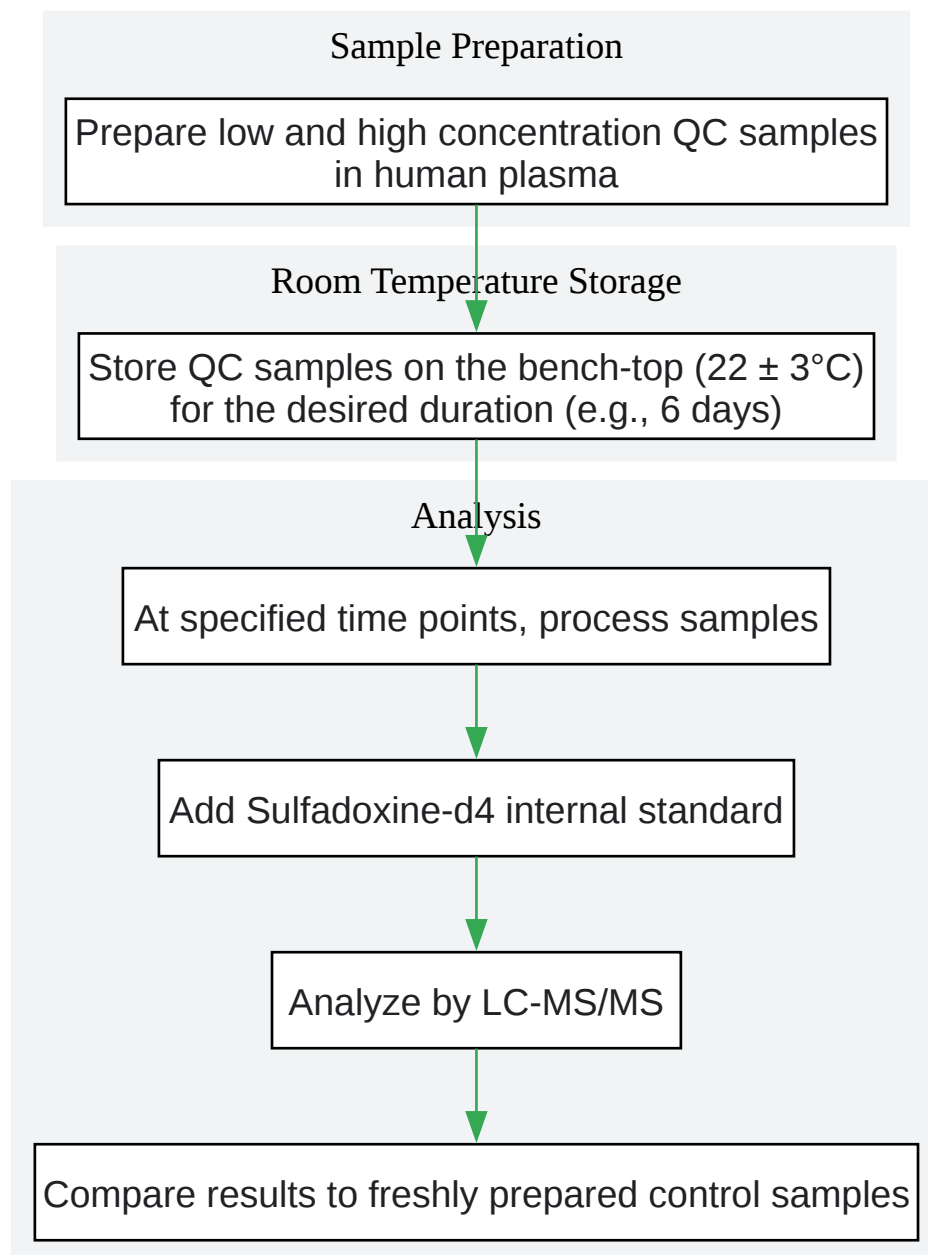 Sample Preparation
Prepare low and high concentration QC samples
in human plasma
Room Temperature Storage
Store QC samples on the bench-top (22 ± 3°C)
for the desired duration (e.g., 6 days)
Analysis
At specified time points, process samples
Add Sulfadoxine-d4 internal standard
Analyze by LC-MS/MS
Compare results to freshly prepared control samples